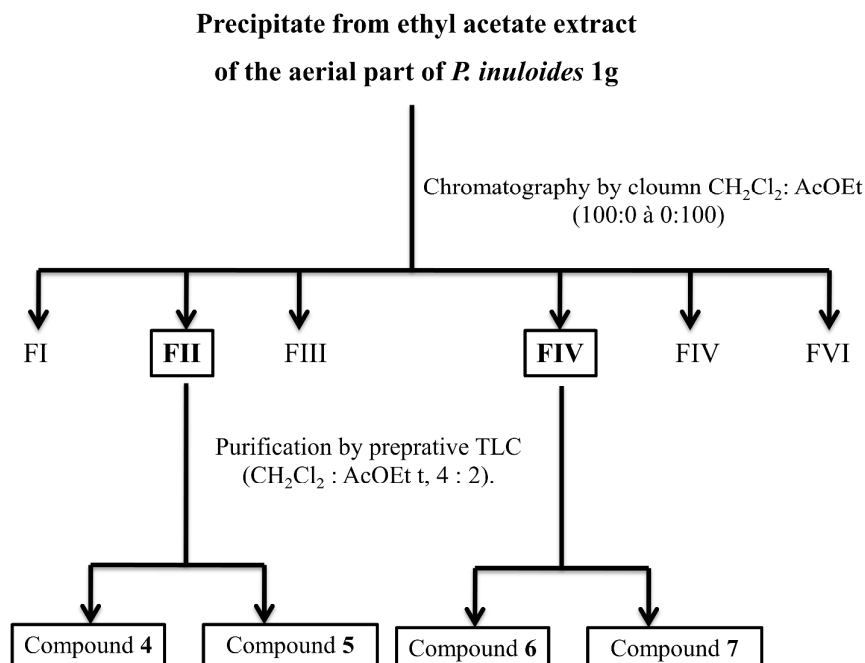 Precipitate from ethyl acetate extract
of the aerial part of P. inuloides 1g
Chromatography by cloumn CH₂Cl₂: AcOEt
(100:0 à 0:100)
FI
FII
FIII
FIV
FIV
FVI
Purification by preprative TLC
(CH₂Cl₂ : AcOEt t, 4 : 2).
Compound 4
Compound 5
Compound 6
Compound 7